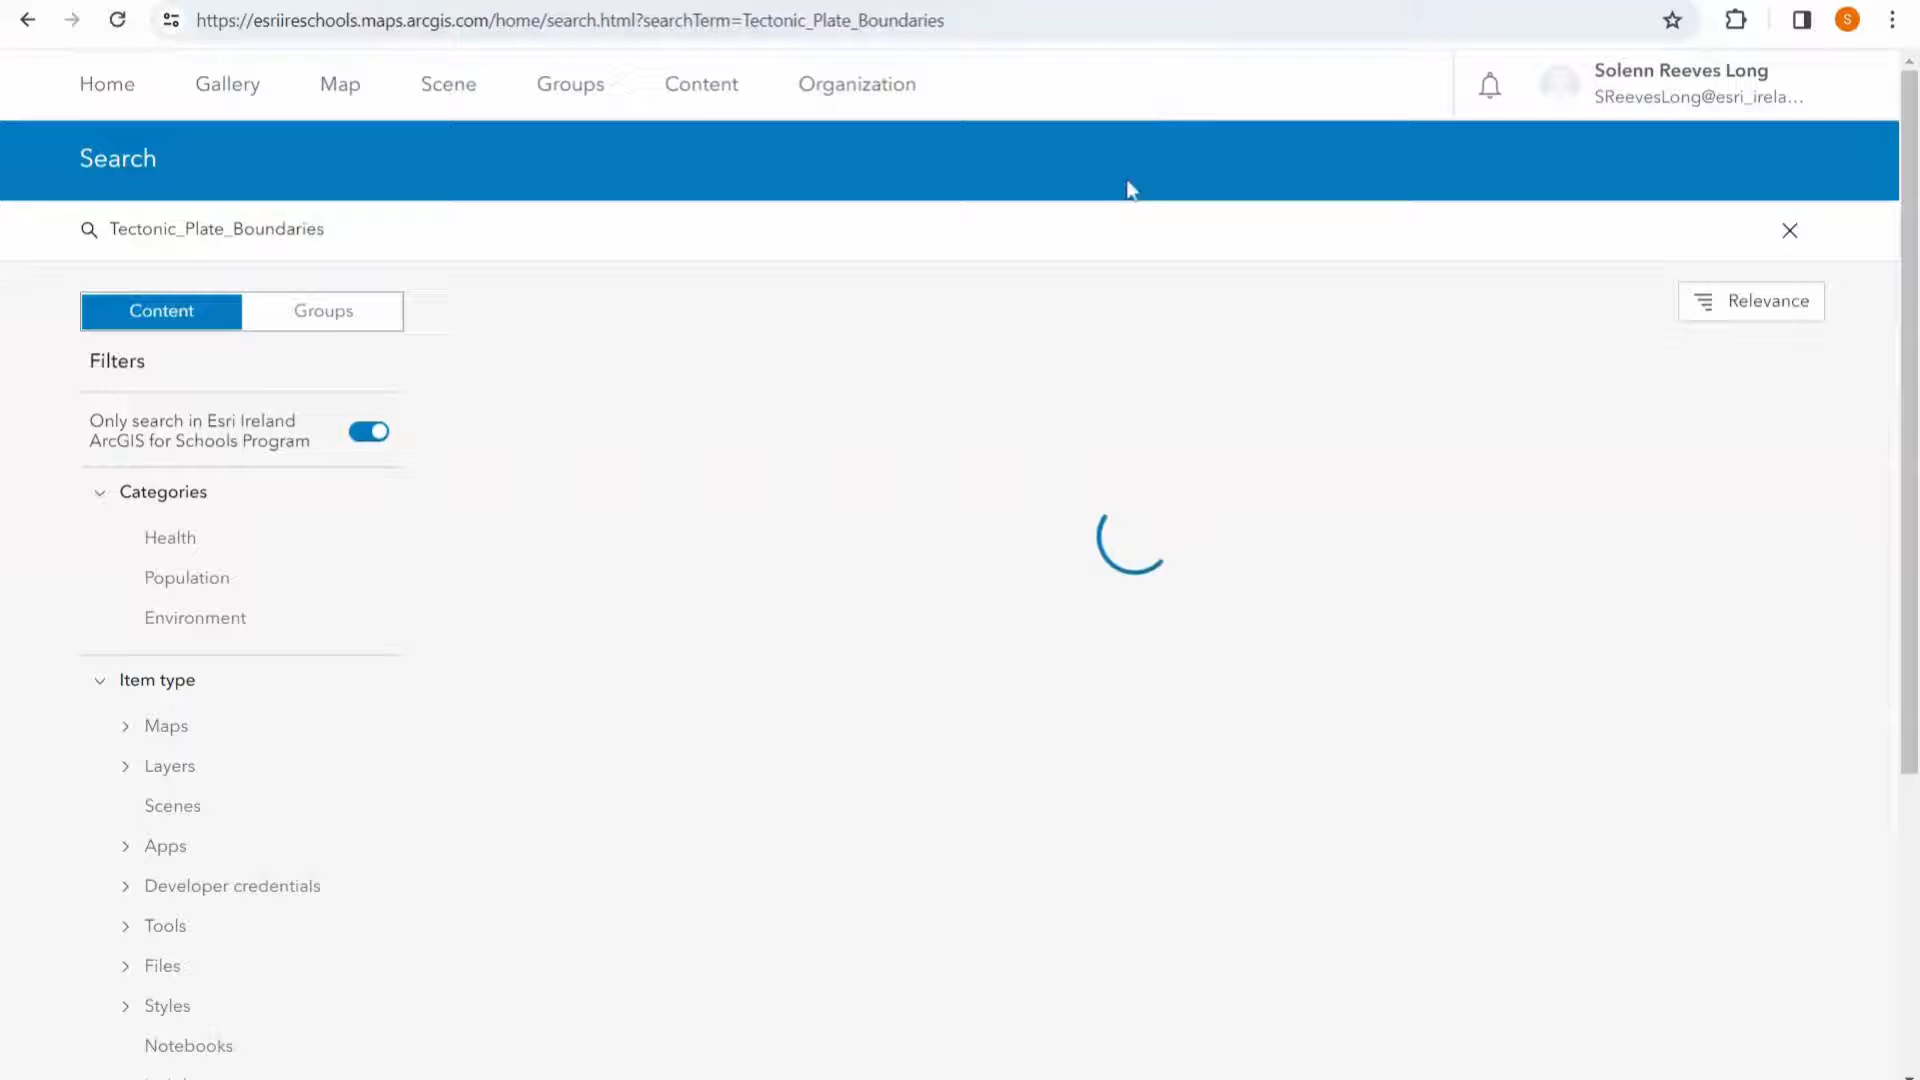 https://esriireschools.maps.arcgis.com/home/search.html?searchTerm=Tectonic_Plate_Boundaries
S
Home Gallery Map Scene Groups Content Organization
Solenn Reeves Long
SReevesLong@esri_irela...
Search
Tectonic_Plate_Boundaries
Content Groups
Relevance
Filters
Only search in Esri Ireland
ArcGIS for Schools Program
Categories
Health
Population
Environment
Item type
Maps
Layers
Scenes
Apps
Developer credentials
Tools
Files
Styles
Notebooks